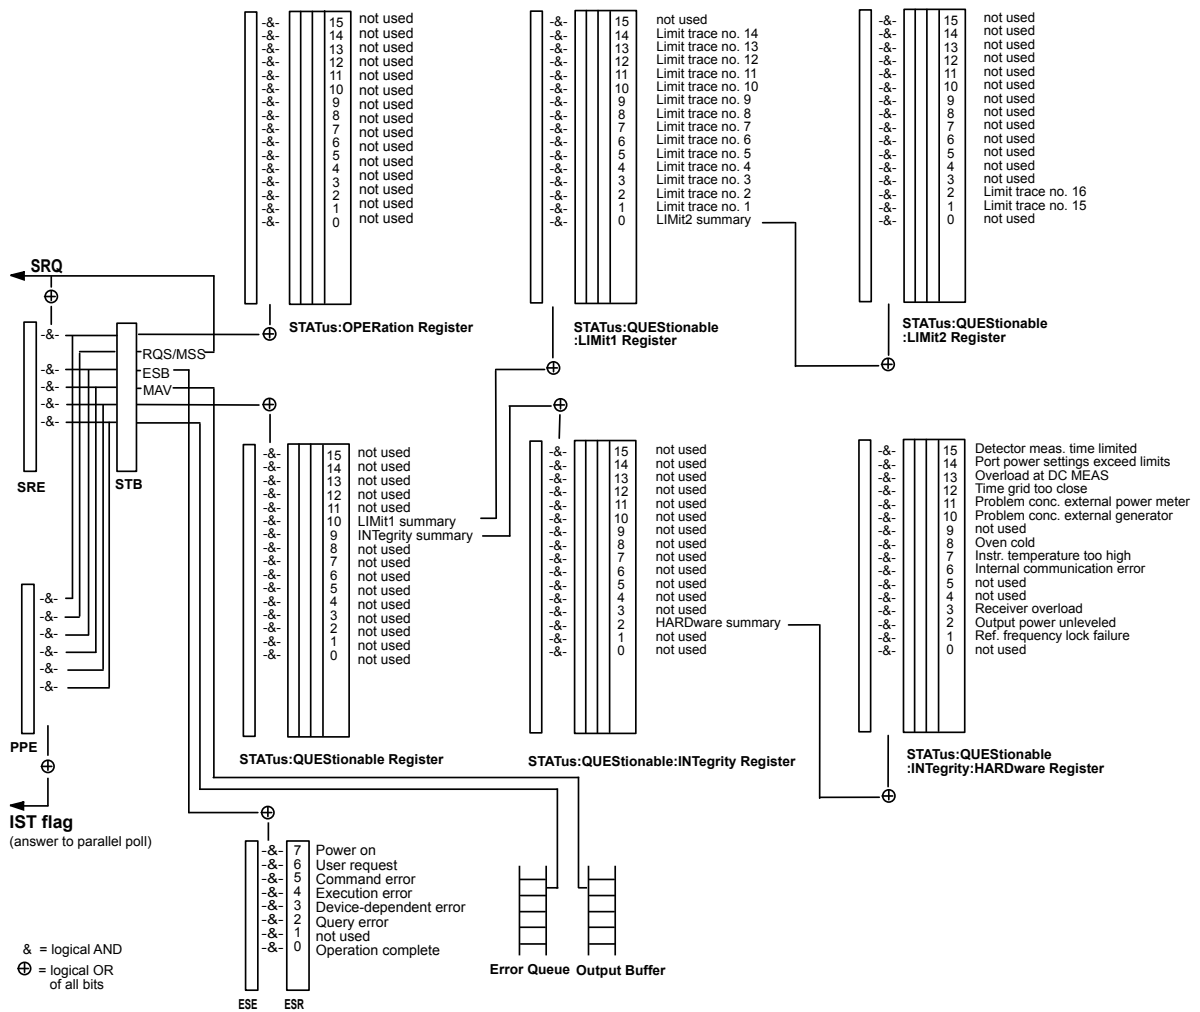 -&- 15 not used
-&- 14 not used
-&- 13 not used
-&- 12 not used
-&- 11 not used
-&- 10 not used
-&- 9 not used
-&- 8 not used
-&- 7 not used
-&- 6 not used
-&- 5 not used
-&- 4 not used
-&- 3 not used
-&- 2 not used
-&- 1 not used
-&- 0 not used
STATus:OPERation Register
-&- 15 not used
-&- 14 Limit trace no. 14
-&- 13 Limit trace no. 13
-&- 12 Limit trace no. 12
-&- 11 Limit trace no. 11
-&- 10 Limit trace no. 10
-&- 9 Limit trace no. 9
-&- 8 Limit trace no. 8
-&- 7 Limit trace no. 7
-&- 6 Limit trace no. 6
-&- 5 Limit trace no. 5
-&- 4 Limit trace no. 4
-&- 3 Limit trace no. 3
-&- 2 Limit trace no. 2
-&- 1 Limit trace no. 1
-&- 0 LIMit2 summary
STATus:QUEStionable
:LIMit1 Register
-&- 15 not used
-&- 14 not used
-&- 13 not used
-&- 12 not used
-&- 11 not used
-&- 10 not used
-&- 9 not used
-&- 8 not used
-&- 7 not used
-&- 6 not used
-&- 5 not used
-&- 4 not used
-&- 3 not used
-&- 2 Limit trace no. 16
-&- 1 Limit trace no. 15
-&- 0 not used
STATus:QUEStionable
:LIMit2 Register
SRQ
-&-
-&- RQS/MSS
-&- ESB
-&- MAV
-&-
SRE
STB
-&- 15 not used
-&- 14 not used
-&- 13 not used
-&- 12 not used
-&- 11 not used
-&- 10 LIMit1 summary
-&- 9 INTegrity summary
-&- 8 not used
-&- 7 not used
-&- 6 not used
-&- 5 not used
-&- 4 not used
-&- 3 not used
-&- 2 not used
-&- 1 not used
-&- 0 not used
STATus:QUEStionable Register
-&- 15 not used
-&- 14 not used
-&- 13 not used
-&- 12 not used
-&- 11 not used
-&- 10 not used
-&- 9 not used
-&- 8 not used
-&- 7 not used
-&- 6 not used
-&- 5 not used
-&- 4 not used
-&- 3 not used
-&- 2 HARDware summary
-&- 1 not used
-&- 0 not used
STATus:QUEStionable:INTegrity Register
-&- 15 Detector meas. time limited
-&- 14 Port power settings exceed limits
-&- 13 Overload at DC MEAS
-&- 12 Time grid too close
-&- 11 Problem conc. external power meter
-&- 10 Problem conc. external generator
-&- 9 not used
-&- 8 Oven cold
-&- 7 Instr. temperature too high
-&- 6 Internal communication error
-&- 5 not used
-&- 4 not used
-&- 3 Receiver overload
-&- 2 Output power unleveled
-&- 1 Ref. frequency lock failure
-&- 0 not used
STATus:QUEStionable
:INTegrity:HARDware Register
-&-
-&-
-&-
-&-
-&-
-&-
PPE
IST flag
(answer to parallel poll)
-&- 7 Power on
-&- 6 User request
-&- 5 Command error
-&- 4 Execution error
-&- 3 Device-dependent error
-&- 2 Query error
-&- 1 not used
-&- 0 Operation complete
ESE
ESR
Error Queue
Output Buffer
& = logical AND
⊕ = logical OR
of all bits